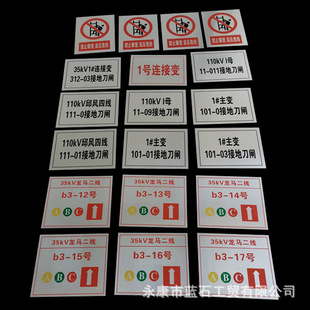 禁止攀登 高压危险
禁止攀登 高压危险
禁止攀登 高压危险
禁止攀登 高压危险
35kV1#连接变
312-03接地刀闸
1号连接变
110kV I母
11-011接地刀闸
110kV邱风四线
111-0接地刀闸
110kV I母
11-09接地刀闸
1#主变
101-0接地刀闸
110kV邱风四线
111-01接地刀闸
1#主变
101-01接地刀闸
1#主变
101-03接地刀闸
35kV龙马二线
b3-12号
A B C
35kV龙马二线
b3-13号
A B C
35kV龙马二线
b3-14号
A B C
35kV龙马二线
b3-15号
A B C
35kV龙马二线
b3-16号
A B C
35kV龙马二线
b3-17号
A B C
永康市蓝石工贸有限公司